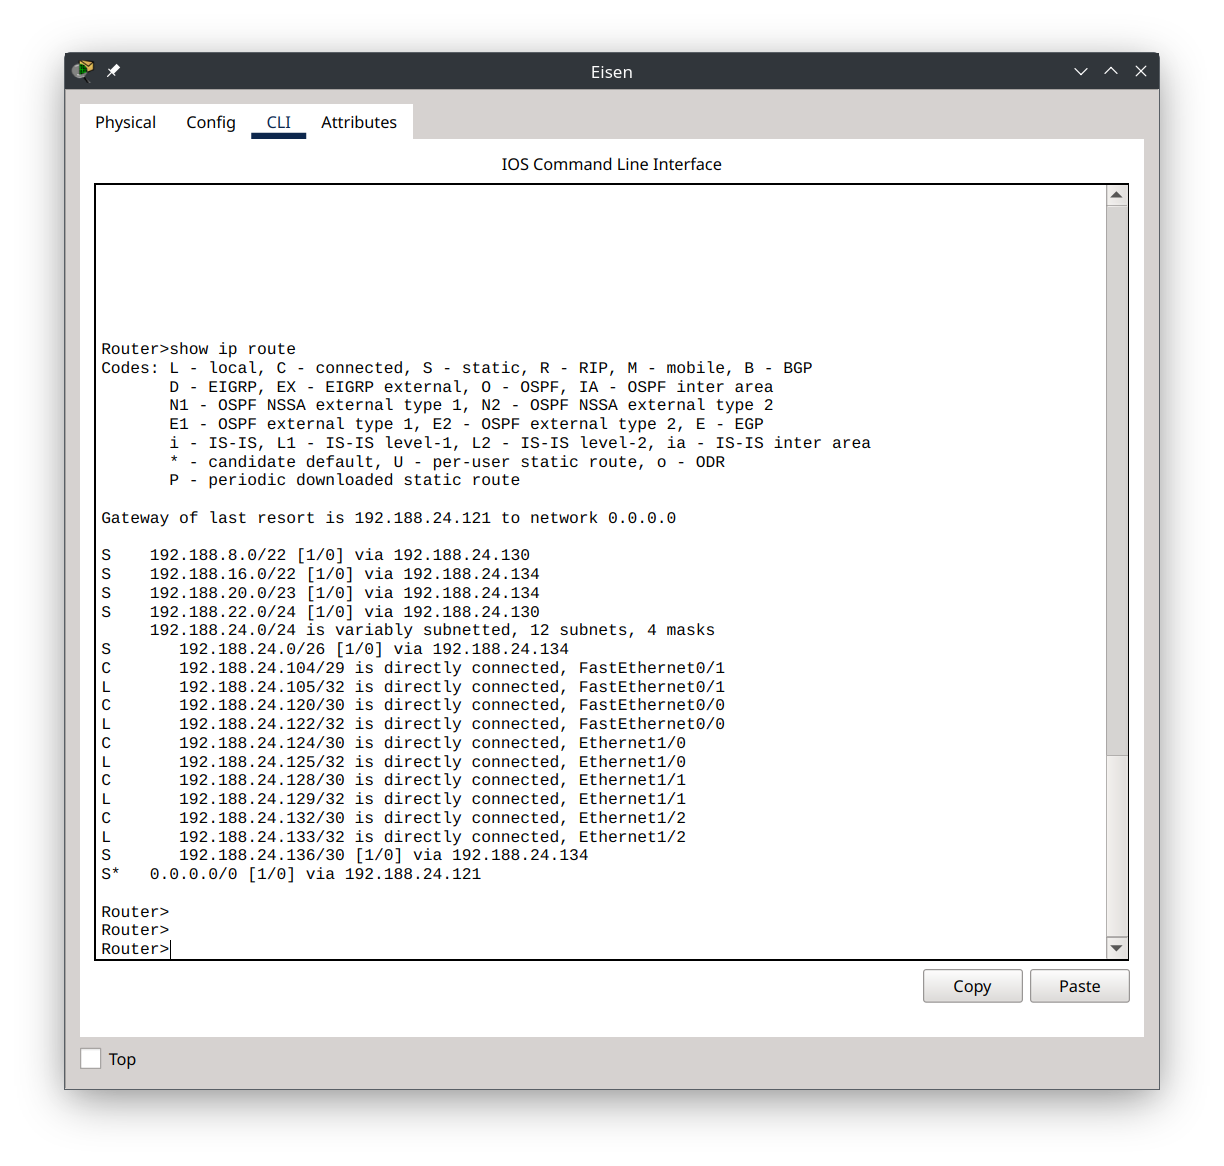 Eisen
Physical Config CLI Attributes
IOS Command Line Interface
Router>show ip route
Codes: L - local, C - connected, S - static, R - RIP, M - mobile, B - BGP
D - EIGRP, EX - EIGRP external, O - OSPF, IA - OSPF inter area
N1 - OSPF NSSA external type 1, N2 - OSPF NSSA external type 2
E1 - OSPF external type 1, E2 - OSPF external type 2, E - EGP
i - IS-IS, L1 - IS-IS level-1, L2 - IS-IS level-2, ia - IS-IS inter area
* - candidate default, U - per-user static route, o - ODR
P - periodic downloaded static route
Gateway of last resort is 192.188.24.121 to network 0.0.0.0
S 192.188.8.0/22 [1/0] via 192.188.24.130
S 192.188.16.0/22 [1/0] via 192.188.24.134
S 192.188.20.0/23 [1/0] via 192.188.24.134
S 192.188.22.0/24 [1/0] via 192.188.24.130
192.188.24.0/24 is variably subnetted, 12 subnets, 4 masks
S 192.188.24.0/26 [1/0] via 192.188.24.134
C 192.188.24.104/29 is directly connected, FastEthernet0/1
L 192.188.24.105/32 is directly connected, FastEthernet0/1
C 192.188.24.120/30 is directly connected, FastEthernet0/0
L 192.188.24.122/32 is directly connected, FastEthernet0/0
C 192.188.24.124/30 is directly connected, Ethernet1/0
L 192.188.24.125/32 is directly connected, Ethernet1/0
C 192.188.24.128/30 is directly connected, Ethernet1/1
L 192.188.24.129/32 is directly connected, Ethernet1/1
C 192.188.24.132/30 is directly connected, Ethernet1/2
L 192.188.24.133/32 is directly connected, Ethernet1/2
S 192.188.24.136/30 [1/0] via 192.188.24.134
S* 0.0.0.0/0 [1/0] via 192.188.24.121
Router>
Router>
Router>
Copy Paste
Top